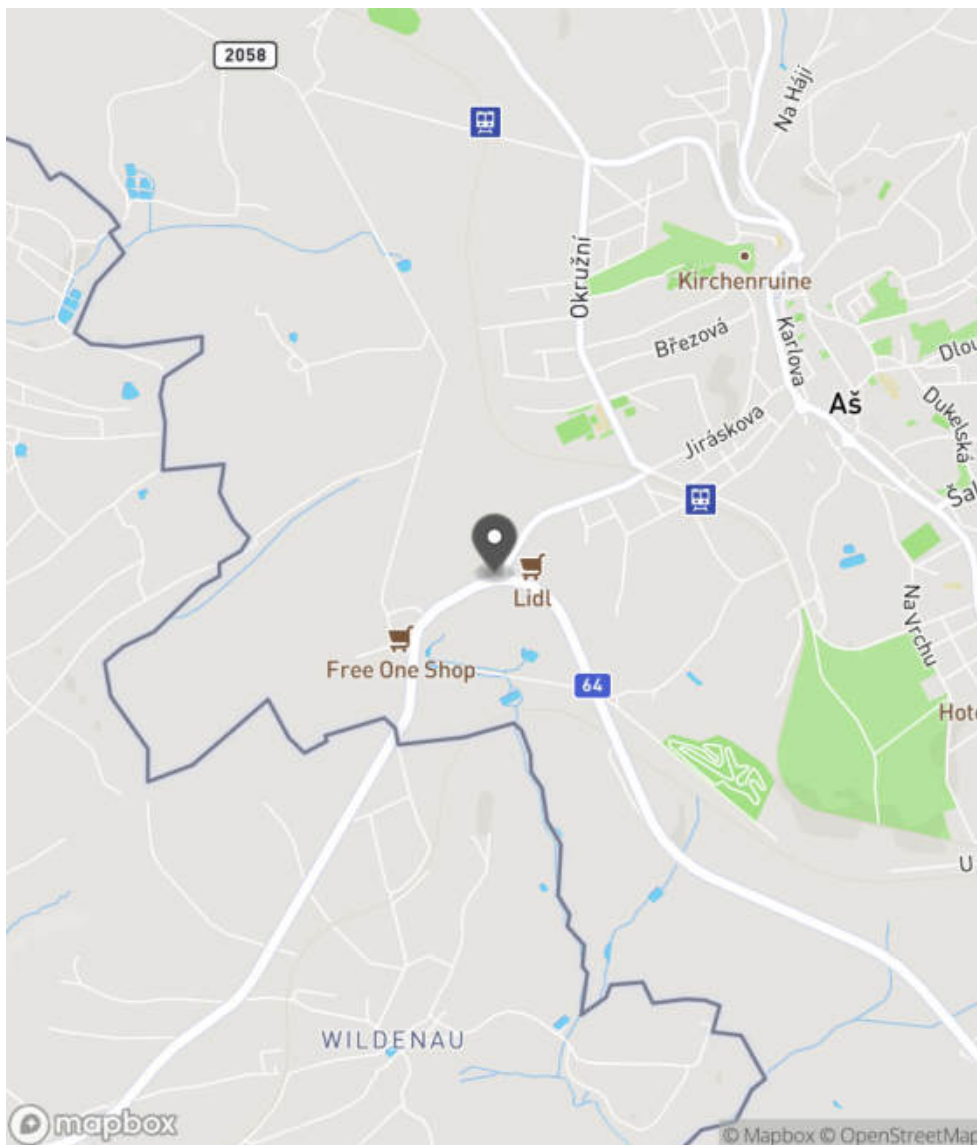 2058
Na Háji
Okružní
Kirchenruine
Březová
Karlova
Dlou
Aš
Dukelská
Jiráskova
Šal
Lidl
Na Vrchu
Free One Shop
64
Hote
U
WILDENAU
mapbox
© Mapbox © OpenStreetMap